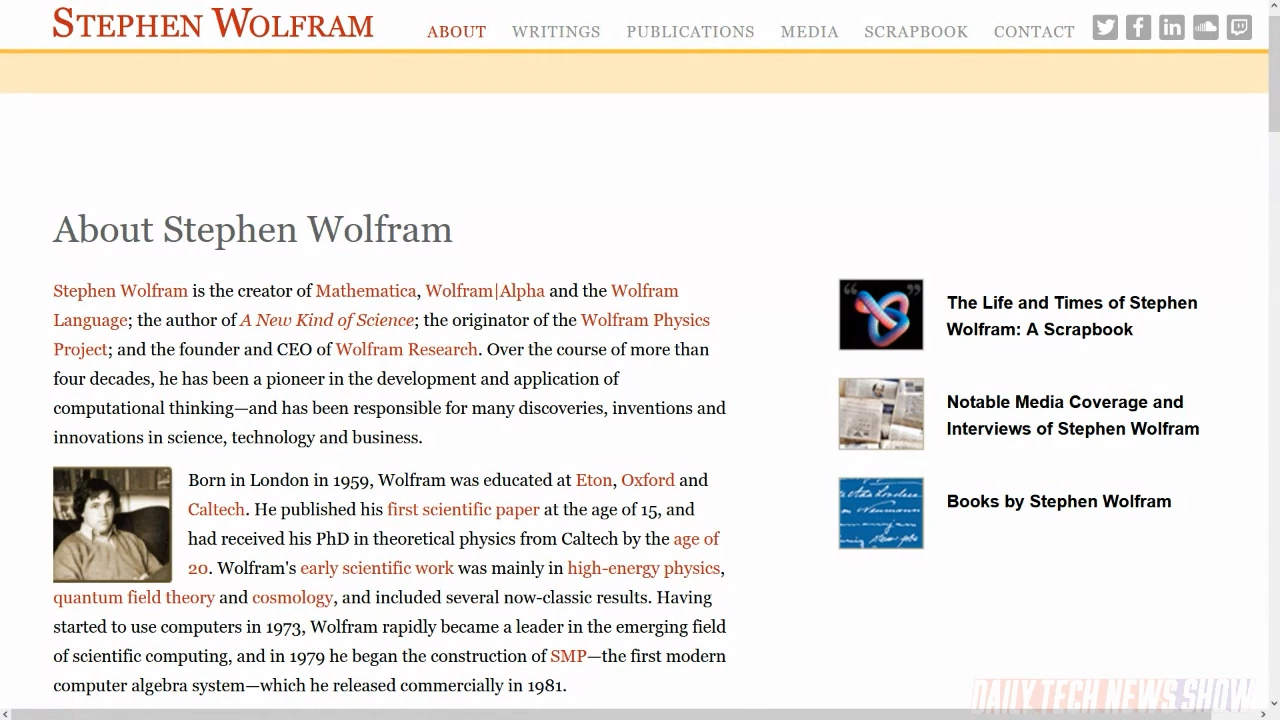 STEPHEN WOLFRAM
ABOUT WRITINGS PUBLICATIONS MEDIA SCRAPBOOK CONTACT
About Stephen Wolfram
Stephen Wolfram is the creator of Mathematica, Wolfram|Alpha and the Wolfram
Language; the author of A New Kind of Science; the originator of the Wolfram Physics
Project; and the founder and CEO of Wolfram Research. Over the course of more than
four decades, he has been a pioneer in the development and application of
computational thinking—and has been responsible for many discoveries, inventions and
innovations in science, technology and business.
Born in London in 1959, Wolfram was educated at Eton, Oxford and
Caltech. He published his first scientific paper at the age of 15, and
had received his PhD in theoretical physics from Caltech by the age of
20. Wolfram's early scientific work was mainly in high-energy physics,
quantum field theory and cosmology, and included several now-classic results. Having
started to use computers in 1973, Wolfram rapidly became a leader in the emerging field
of scientific computing, and in 1979 he began the construction of SMP—the first modern
computer algebra system—which he released commercially in 1981.
The Life and Times of Stephen
Wolfram: A Scrapbook
Notable Media Coverage and
Interviews of Stephen Wolfram
Books by Stephen Wolfram
DAILY TECH NEWS SHOW